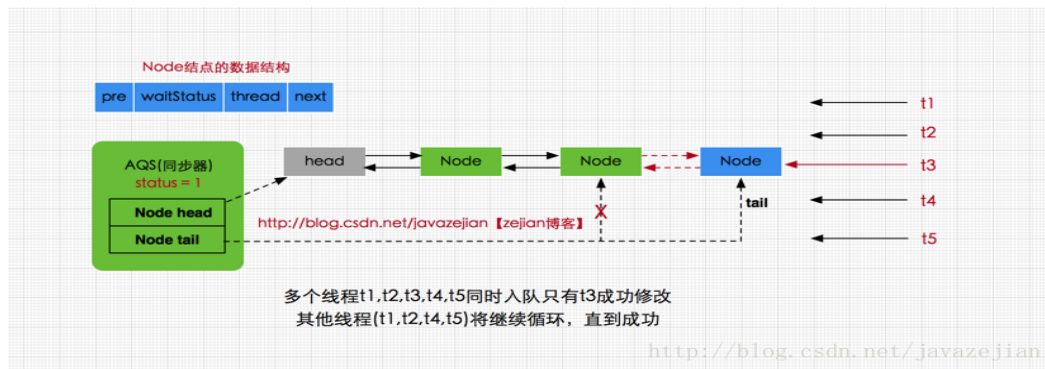 Node结点的数据结构
pre waitStatus thread next
t1
t2
AQS(同步器)
status = 1
head
Node
Node
Node
t3
Node head
tail
t4
http://blog.csdn.net/javazejian【zejian博客】
X
Node tail
t5
多个线程t1,t2,t3,t4,t5同时入队只有t3成功修改
其他线程(t1,t2,t4,t5)将继续循环，直到成功
http://blog.csdn.net/javazejian